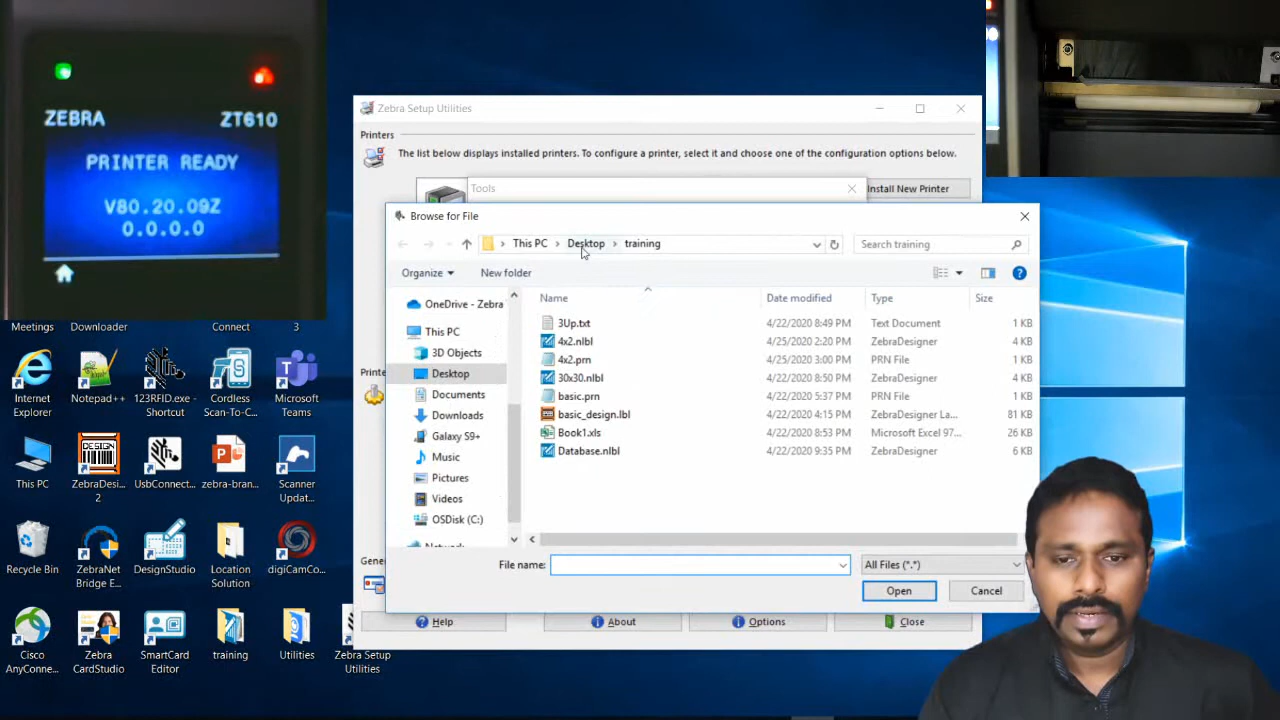 ZEBRA ZT610
PRINTER READY
V80.20.09Z
0.0.0.0
Zebra Setup Utilities
Printers
The list below displays installed printers. To configure a printer, select it and choose one of the configuration options below.
Tools
Install New Printer
Browse for File
This PC > Desktop > training
Search training
Organize New folder
Name Date modified Type Size
OneDrive - Zebra
This PC
3D Objects
Desktop
Documents
Downloads
Galaxy S9+
Music
Pictures
Videos
OSDisk (C:)
3Up.txt 4/22/2020 8:49 PM Text Document 1 KB
4x2.nlbl 4/25/2020 2:20 PM ZebraDesigner 4 KB
4x2.prn 4/25/2020 3:00 PM PRN File 1 KB
30x30.nlbl 4/22/2020 8:50 PM ZebraDesigner 4 KB
basic.prn 4/22/2020 5:37 PM PRN File 1 KB
basic_design.lbl 4/22/2020 4:15 PM ZebraDesigner La... 81 KB
Book1.xls 4/22/2020 8:53 PM Microsoft Excel 97... 26 KB
Database.nlbl 4/22/2020 9:35 PM ZebraDesigner 6 KB
File name: All Files (*.*)
Open Cancel
Help About Options Close
Meetings Downloader Connect 3
Internet Explorer
Notepad++
123RFID.exe - Shortcut
Cordless Scan-To-C...
Microsoft Teams
This PC
ZebraDesi... 2
UsbConnect...
zebra-bran...
Scanner Updat...
Recycle Bin
ZebraNet Bridge E...
DesignStudio
Location Solution
digiCamCo...
Cisco AnyConne...
Zebra CardStudio
SmartCard Editor
training
Utilities
Zebra Setup Utilities